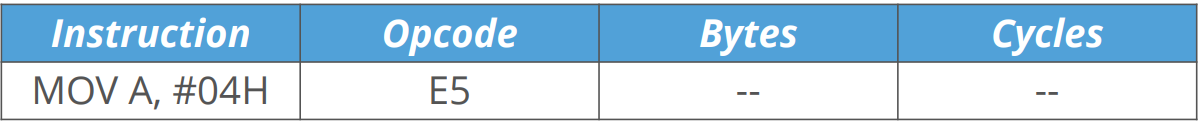 Instruction Opcode Bytes Cycles
MOV A, #04H E5 -- --